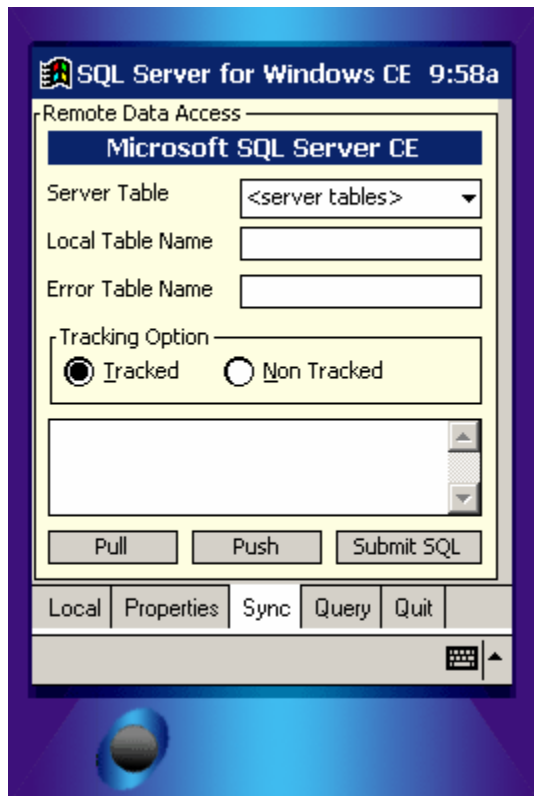 SQL Server for Windows CE 9:58a
Remote Data Access
Microsoft SQL Server CE
Server Table <server tables>
Local Table Name
Error Table Name
Tracking Option
Tracked Non Tracked
Pull Push Submit SQL
Local Properties Sync Query Quit